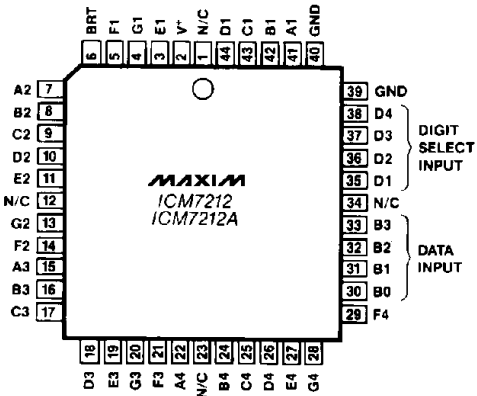 BRT F1 G1 E1 V+ N/C D1 C1 B1 A1 GND
6 5 4 3 2 1 44 43 42 41 40
A2 7
B2 8
C2 9
D2 10
E2 11
N/C 12
G2 13
F2 14
A3 15
B3 16
C3 17
MAXIM
ICM7212
ICM7212A
39 GND
38 D4
37 D3
36 D2
35 D1
DIGIT
SELECT
INPUT
34 N/C
33 B3
32 B2
31 B1
30 B0
DATA
INPUT
29 F4
18 19 20 21 22 23 24 25 26 27 28
D3 E3 G3 F3 A4 N/C B4 C4 D4 E4 G4